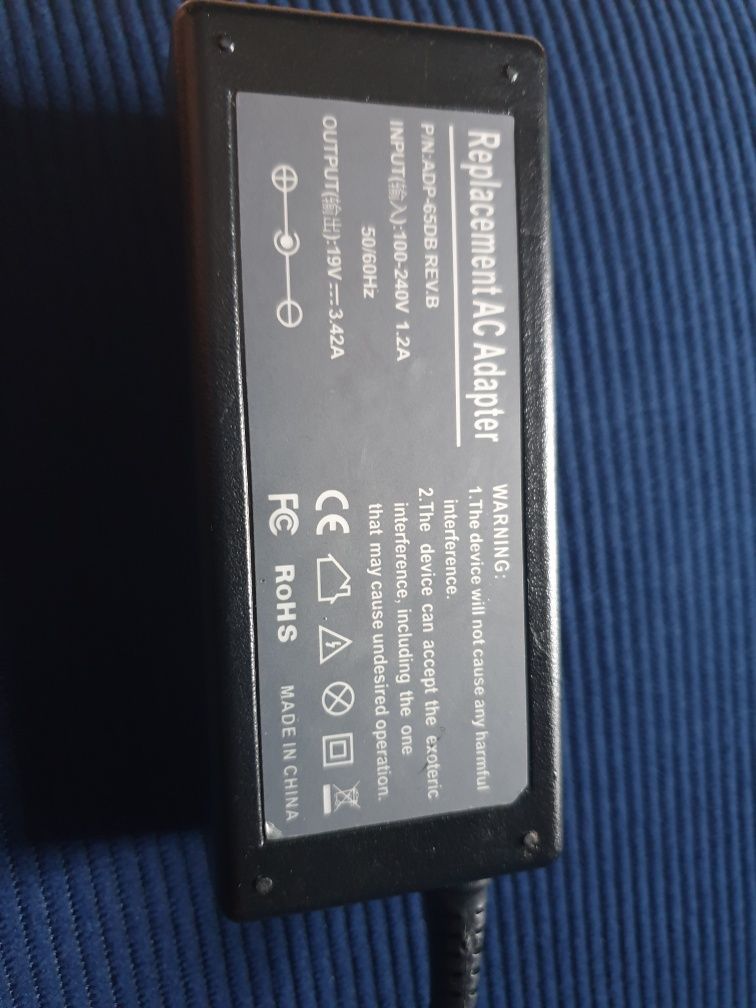 Replacement AC Adapter
P/N:ADP-65DB REV.B
INPUT(输入):100-240V 1.2A
50/60Hz
OUTPUT(输出):19V⎓3.42A
WARNING:
1.The device will not cause any harmful
interference.
2.The device can accept the exoteric
interference, including the one
that may cause undesired operation.
CE
FC RoHS MADE IN CHINA